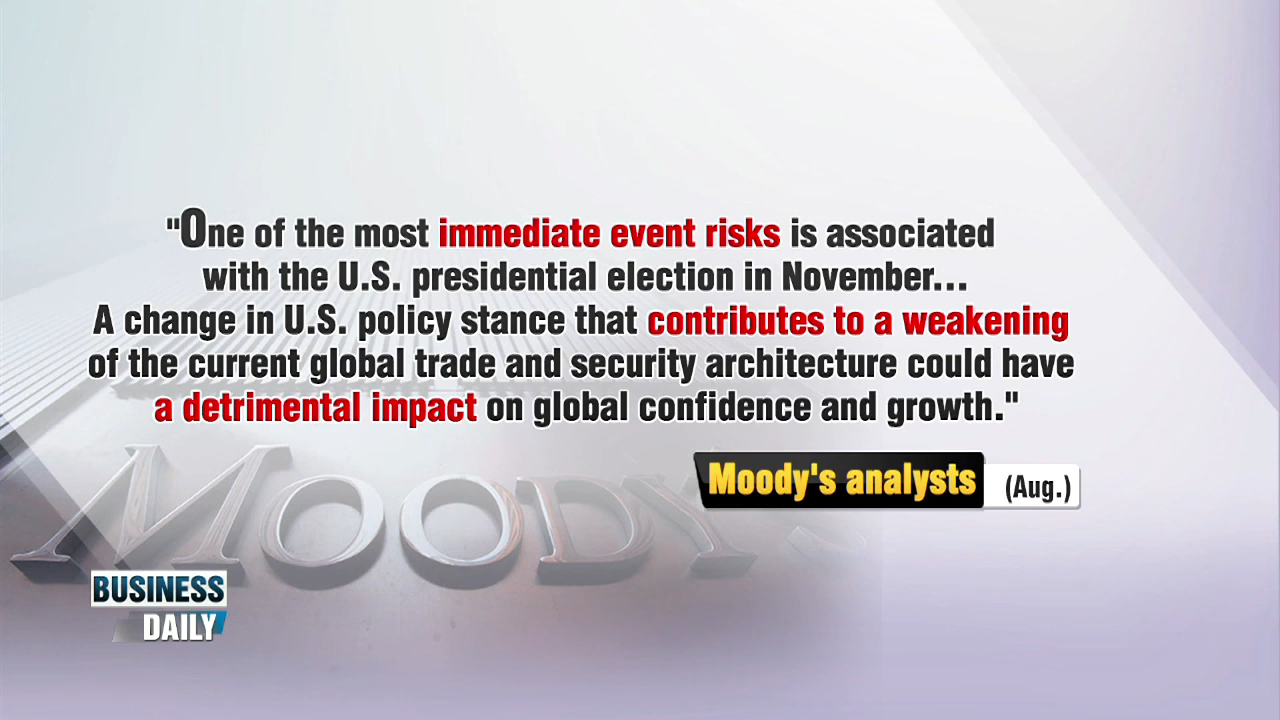 "One of the most immediate event risks is associated
with the U.S. presidential election in November...
A change in U.S. policy stance that contributes to a weakening
of the current global trade and security architecture could have
a detrimental impact on global confidence and growth."
Moody's analysts (Aug.)
MOODY'S
BUSINESS
DAILY